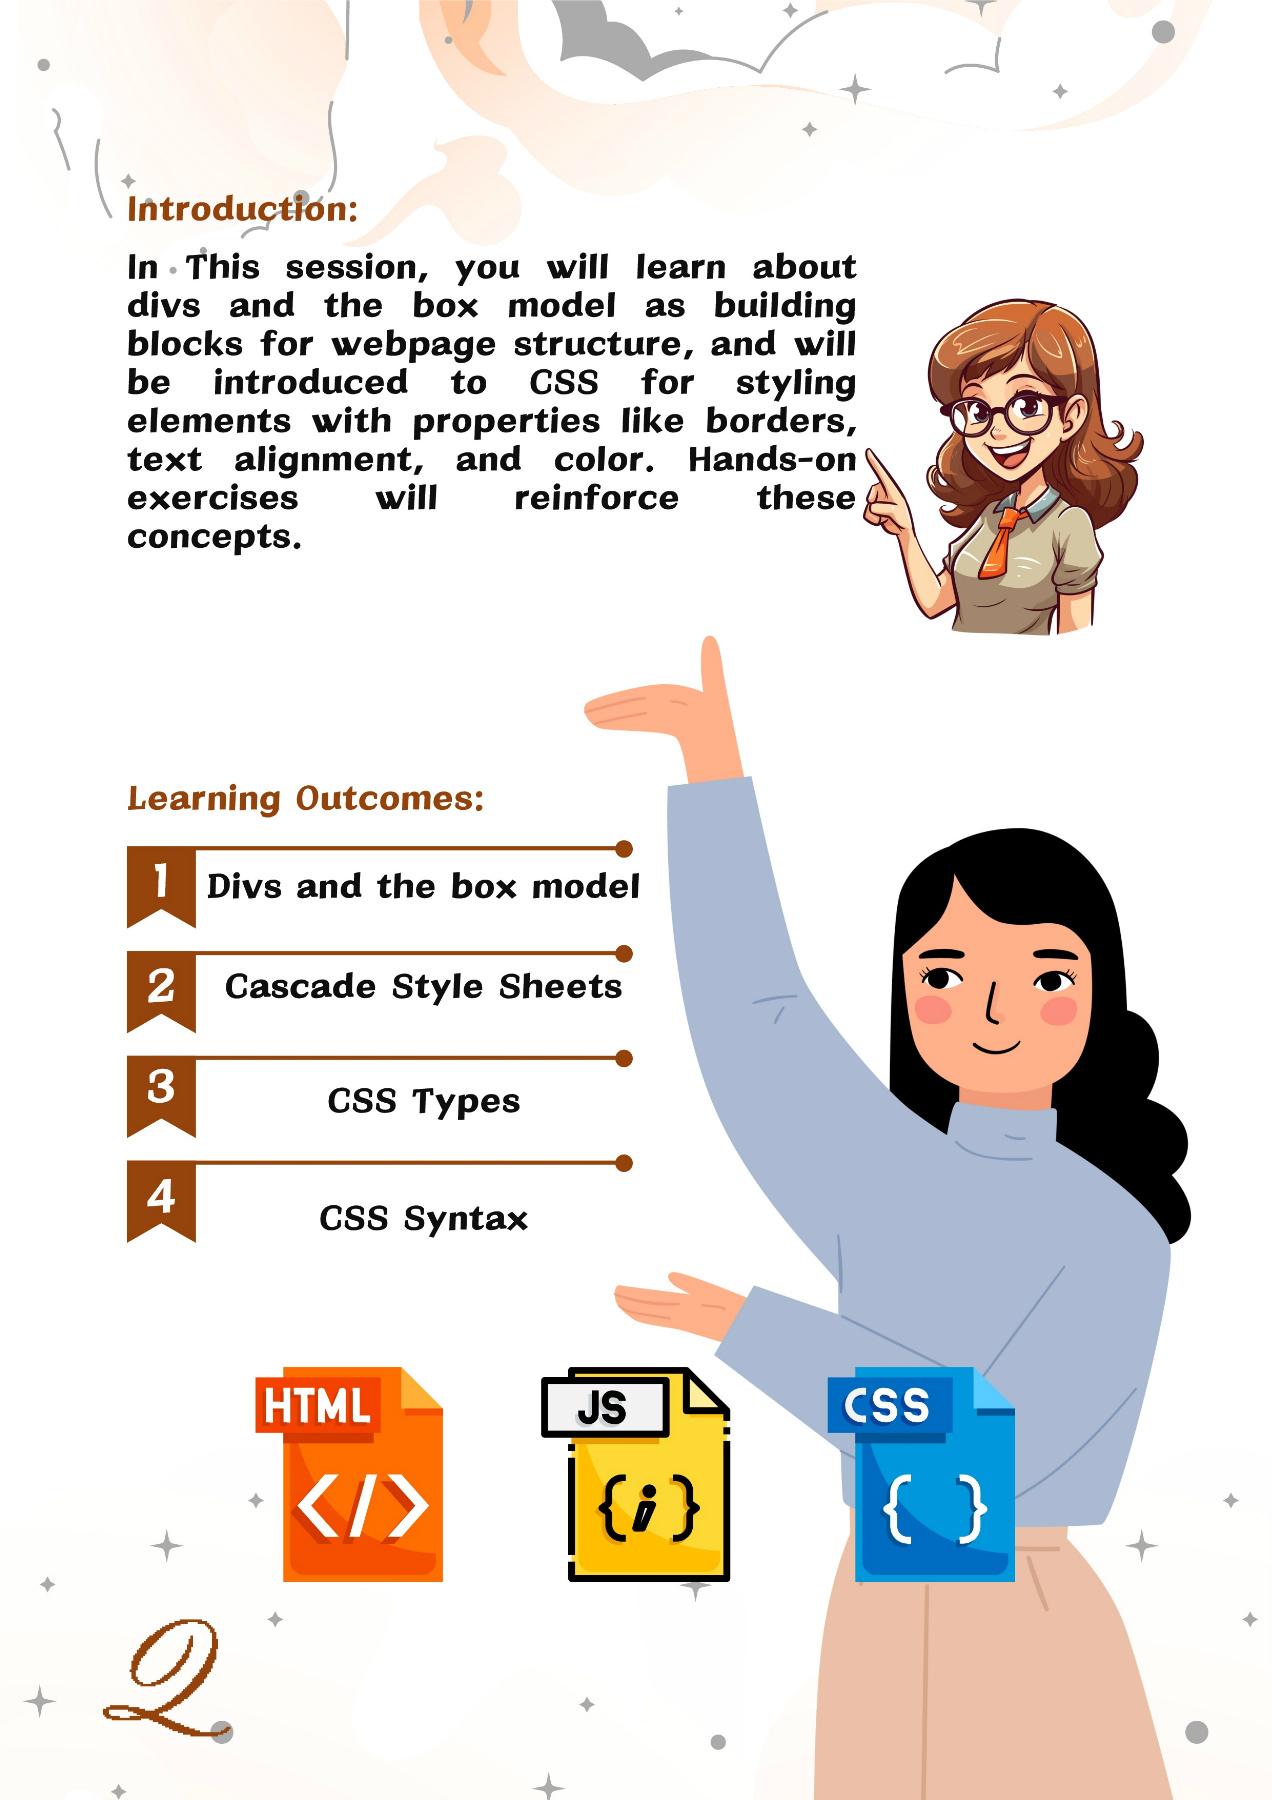 Introduction:
In This session, you will learn about
divs and the box model as building
blocks for webpage structure, and will
be introduced to CSS for styling
elements with properties like borders,
text alignment, and color. Hands-on
exercises will reinforce these
concepts.
Learning Outcomes:
1 Divs and the box model
2 Cascade Style Sheets
3 CSS Types
4 CSS Syntax
HTML JS CSS
</> {i} { }
Q